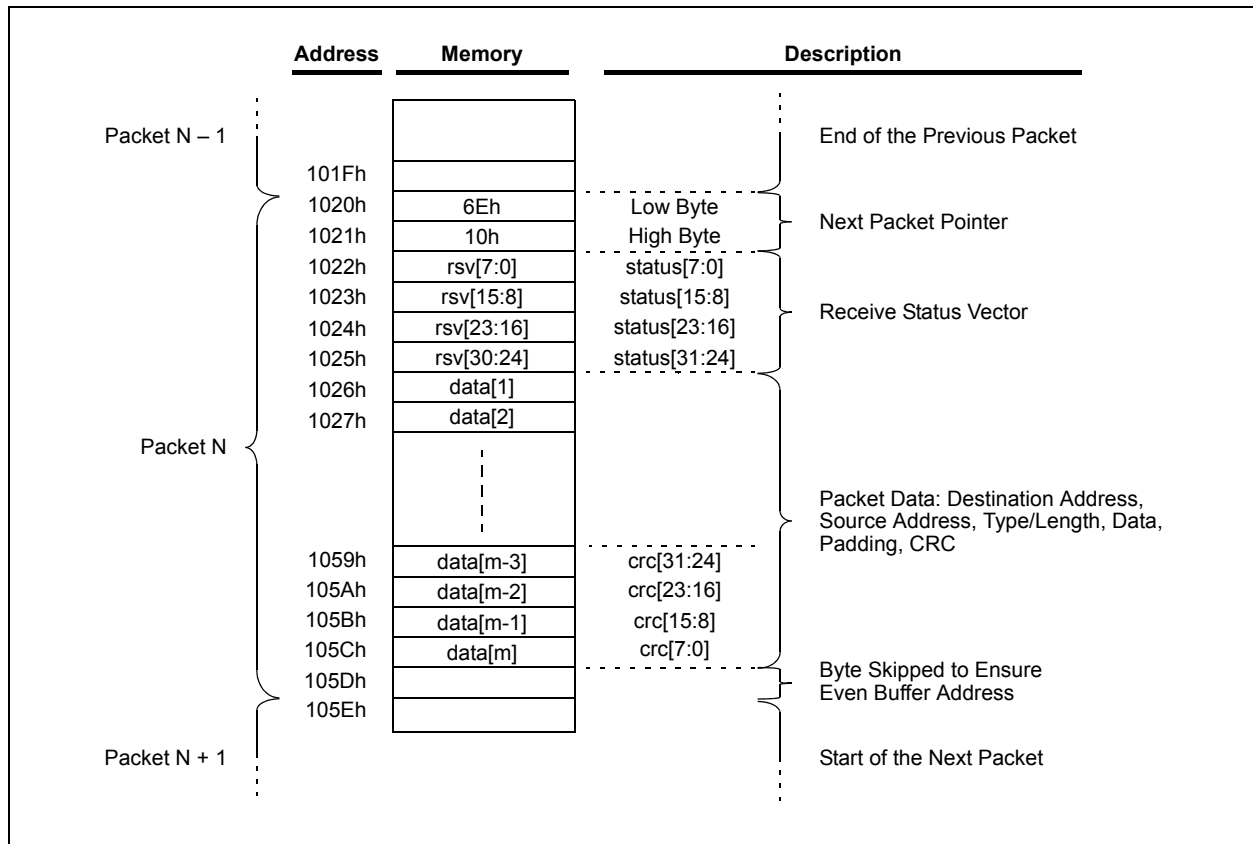 Address Memory Description
Packet N – 1 End of the Previous Packet
101Fh
1020h 6Eh Low Byte
Next Packet Pointer
1021h 10h High Byte
1022h rsv[7:0] status[7:0]
1023h rsv[15:8] status[15:8]
Receive Status Vector
1024h rsv[23:16] status[23:16]
1025h rsv[30:24] status[31:24]
1026h data[1]
1027h data[2]
Packet N
Packet Data: Destination Address,
Source Address, Type/Length, Data,
Padding, CRC
1059h data[m-3] crc[31:24]
105Ah data[m-2] crc[23:16]
105Bh data[m-1] crc[15:8]
105Ch data[m] crc[7:0]
Byte Skipped to Ensure
Even Buffer Address
105Dh
105Eh
Packet N + 1 Start of the Next Packet